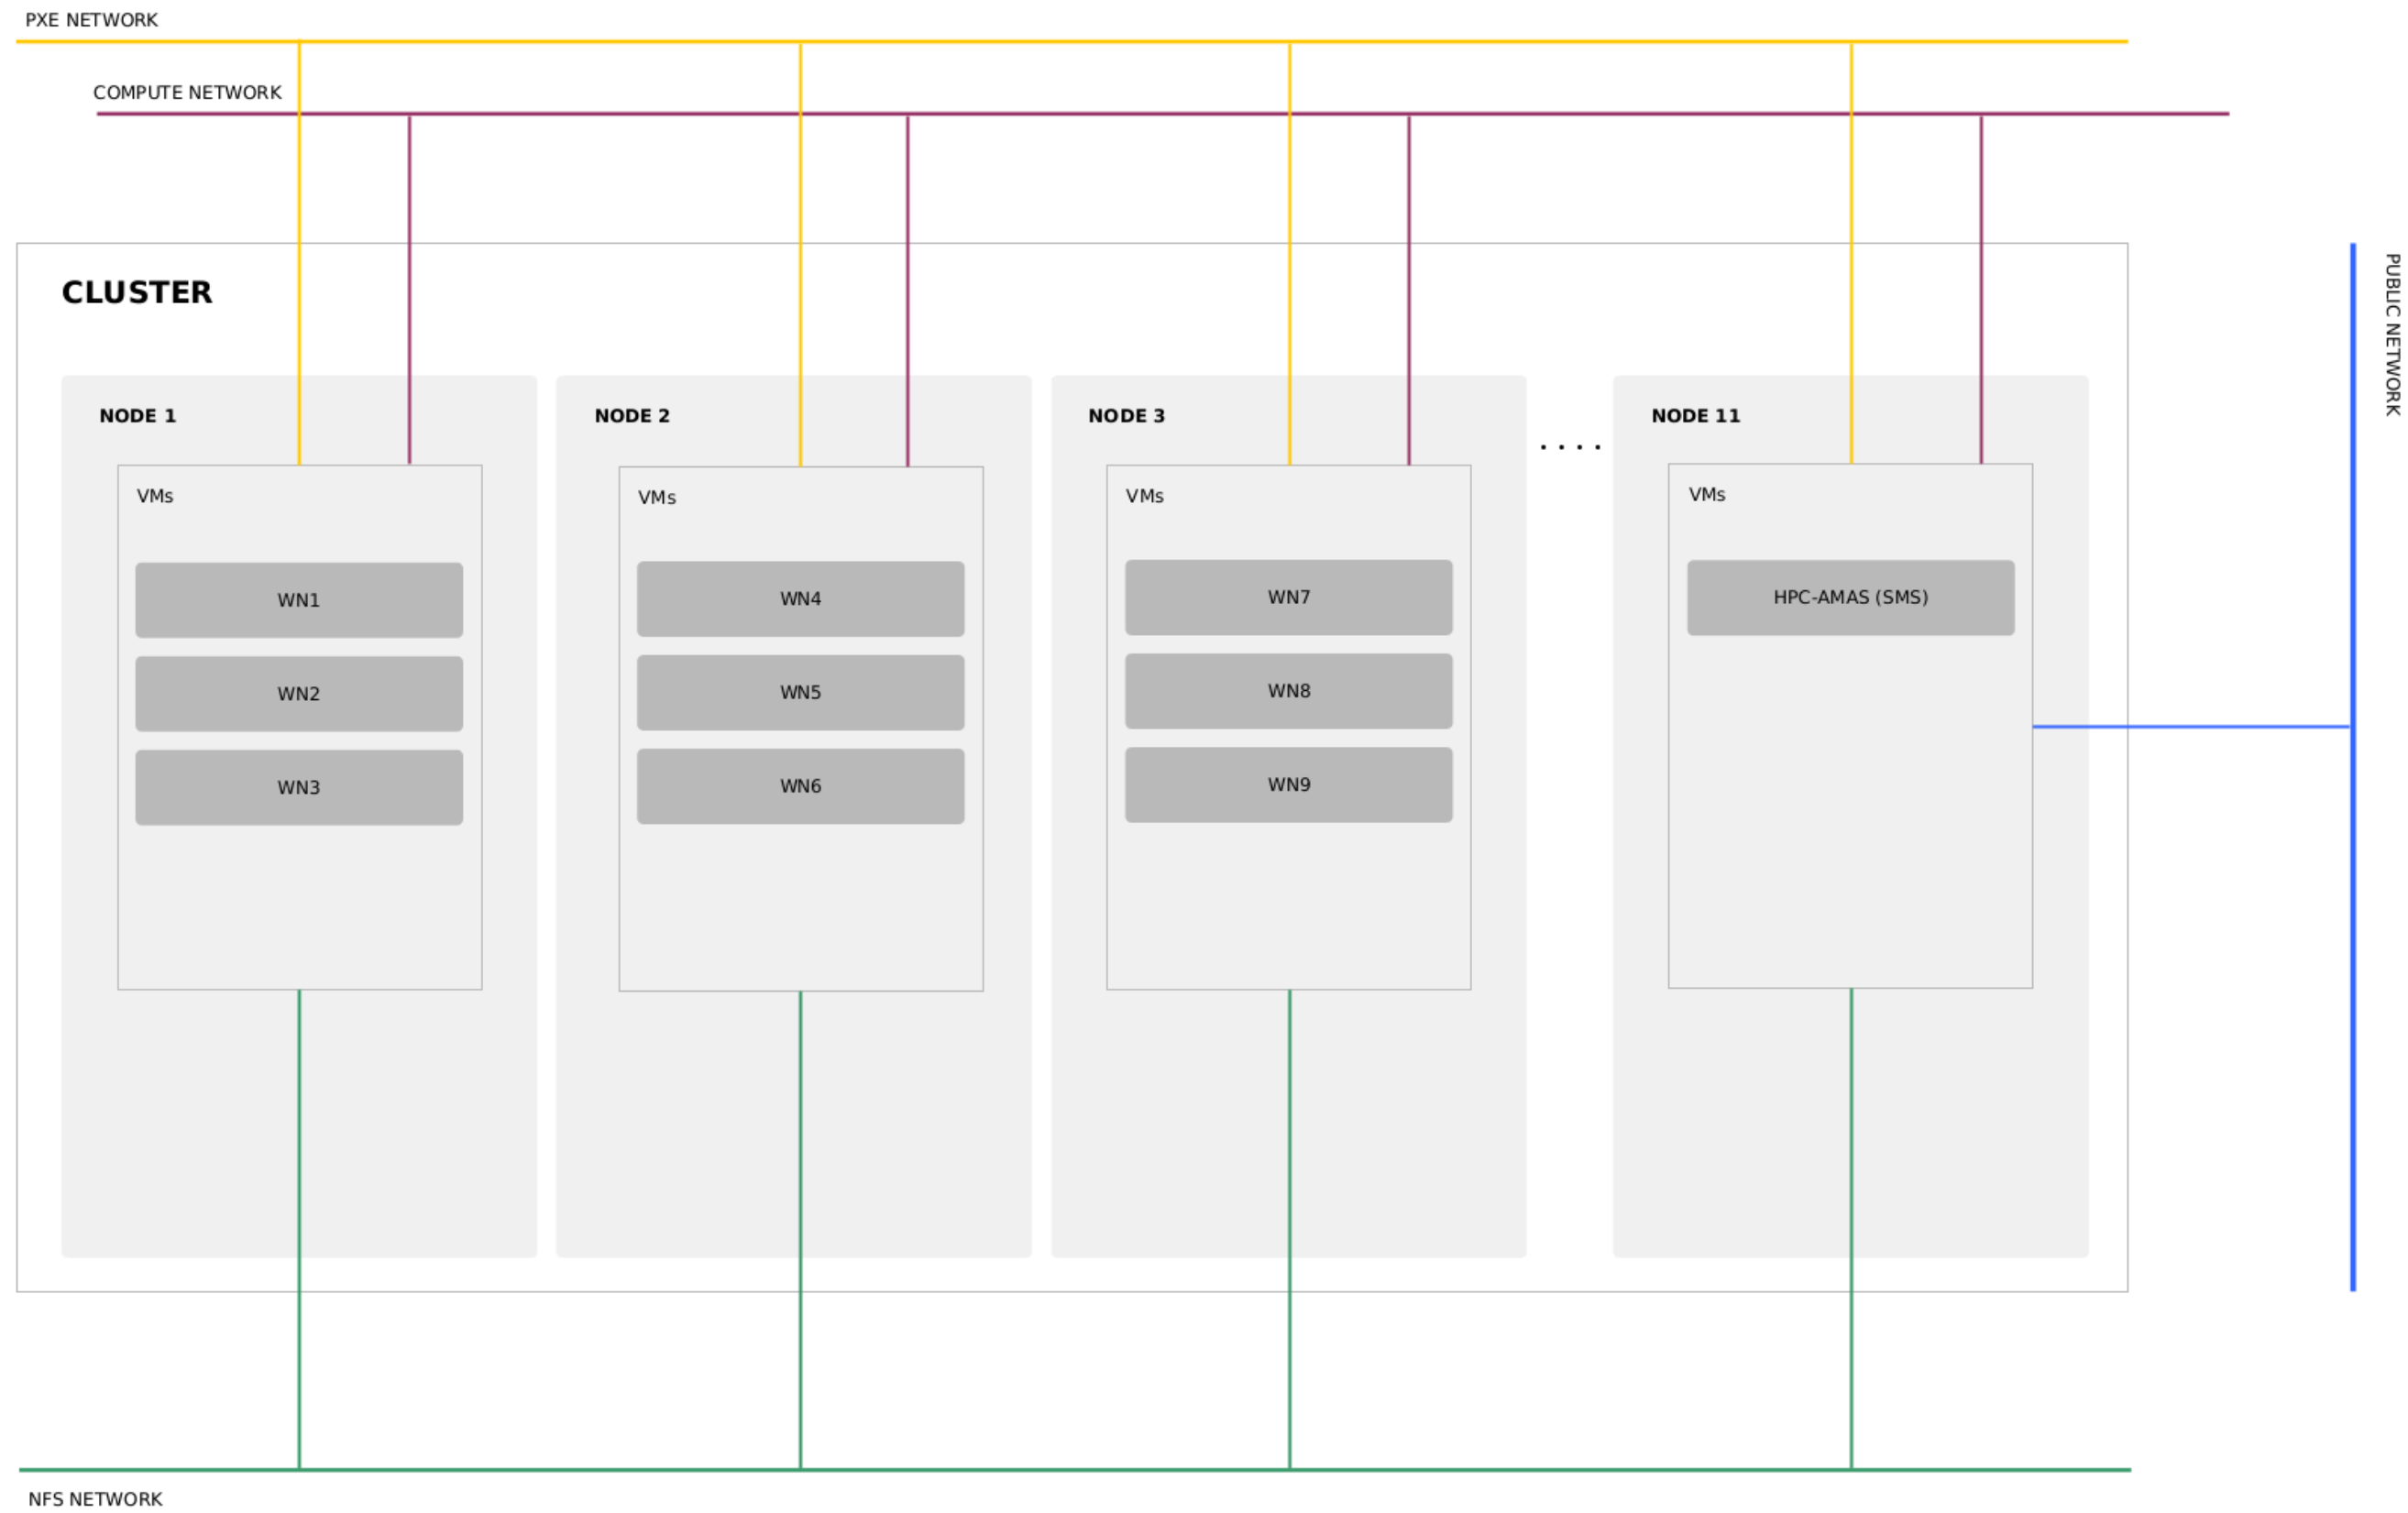 PXE NETWORK
COMPUTE NETWORK
CLUSTER
PUBLIC NETWORK
NODE 1
VMs
WN1
WN2
WN3
NODE 2
VMs
WN4
WN5
WN6
NODE 3
VMs
WN7
WN8
WN9
. . . .
NODE 11
VMs
HPC-AMAS (SMS)
NFS NETWORK